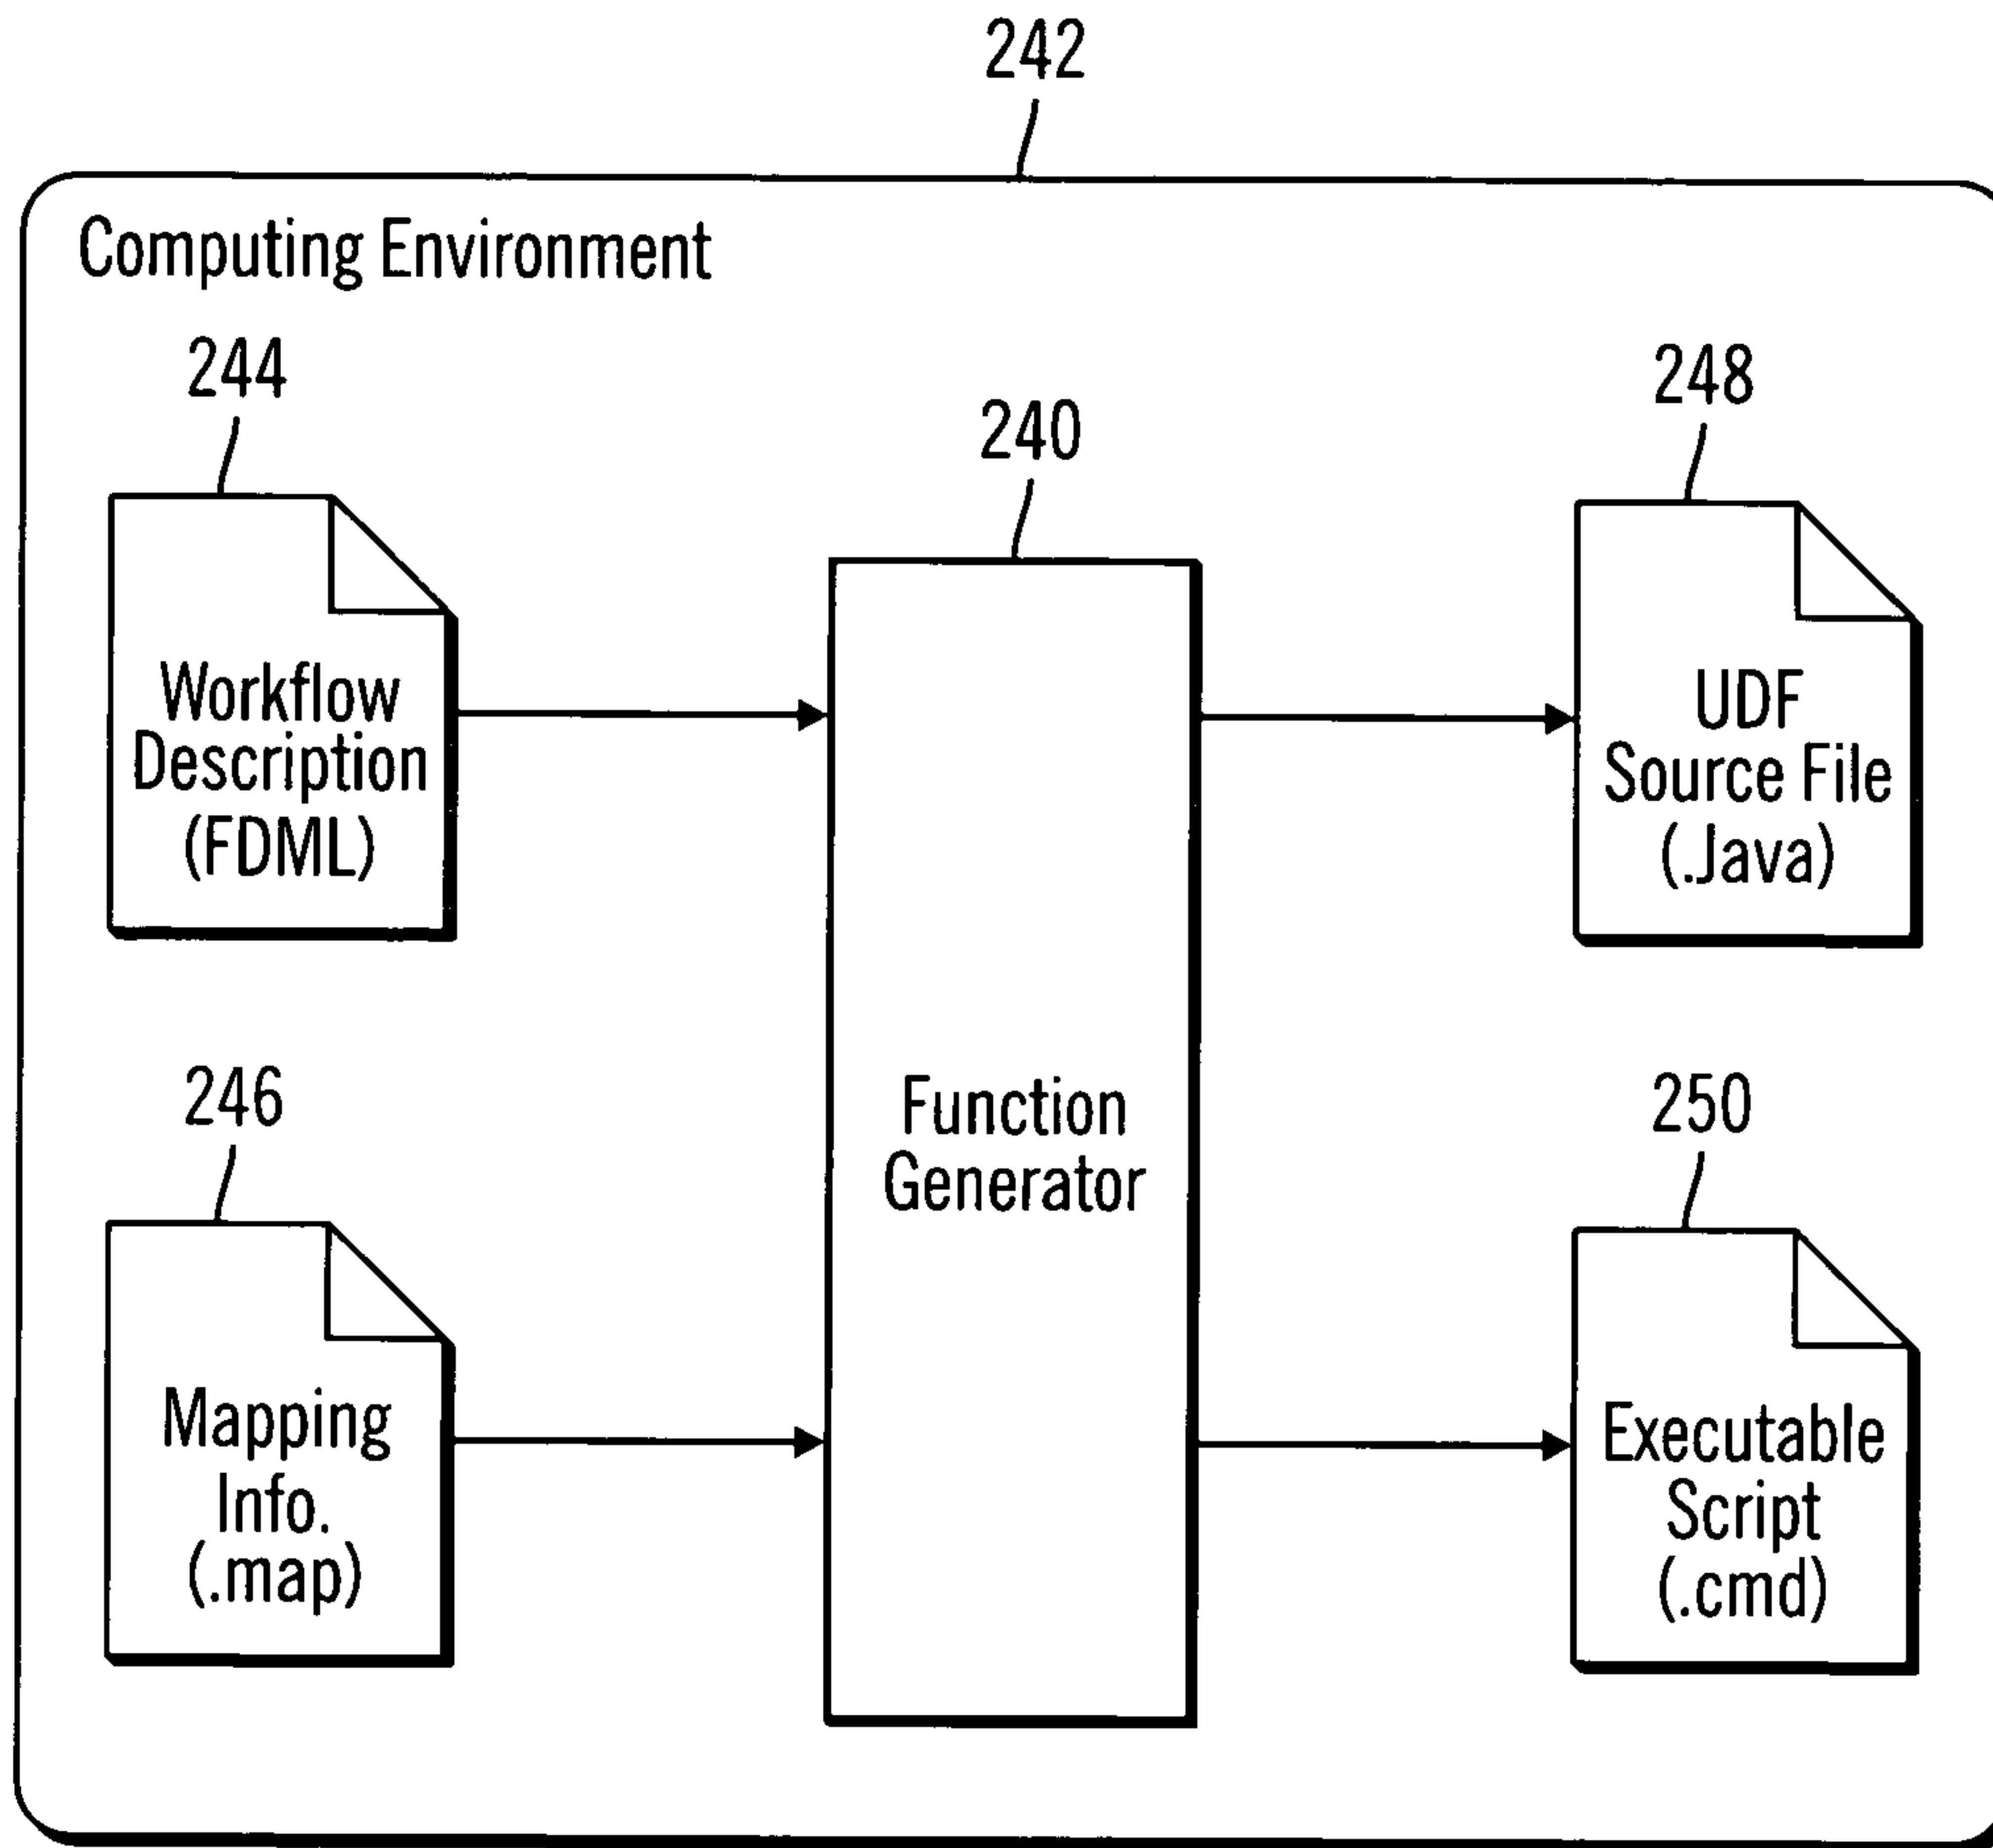 242
Computing Environment
244
Workflow
Description
(FDML)
240
Function
Generator
248
UDF
Source File
(.Java)
246
Mapping
Info.
(.map)
250
Executable
Script
(.cmd)